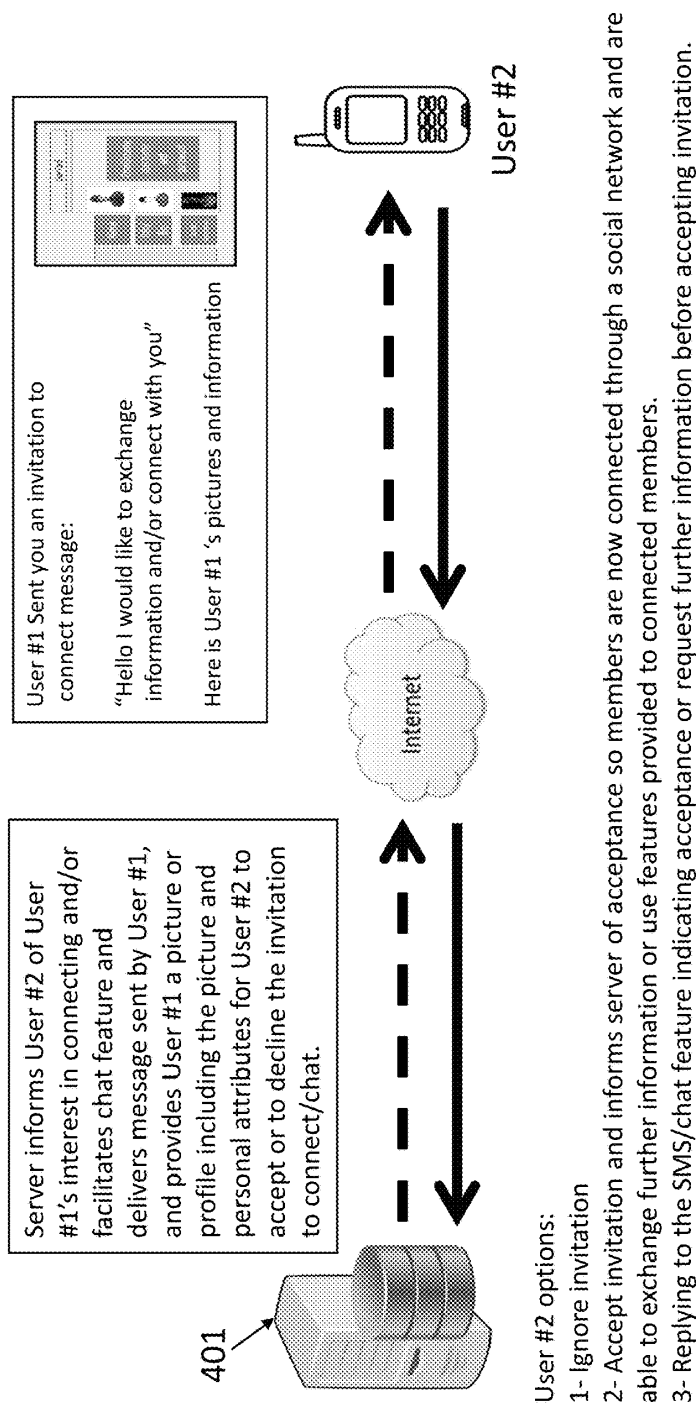 Server informs User #2 of User
#1's interest in connecting and/or
facilitates chat feature and
delivers message sent by User #1,
and provides User #1 a picture or
profile including the picture and
personal attributes for User #2 to
accept or to decline the invitation
to connect/chat.
User #1 Sent you an invitation to
connect message:
“Hello I would like to exchange
information and/or connect with you”
Here is User #1 ‘s pictures and information
401
Internet
User #2
User #2 options:
1- Ignore invitation
2- Accept invitation and informs server of acceptance so members are now connected through a social network and are
able to exchange further information or use features provided to connected members.
3- Replying to the SMS/chat feature indicating acceptance or request further information before accepting invitation.